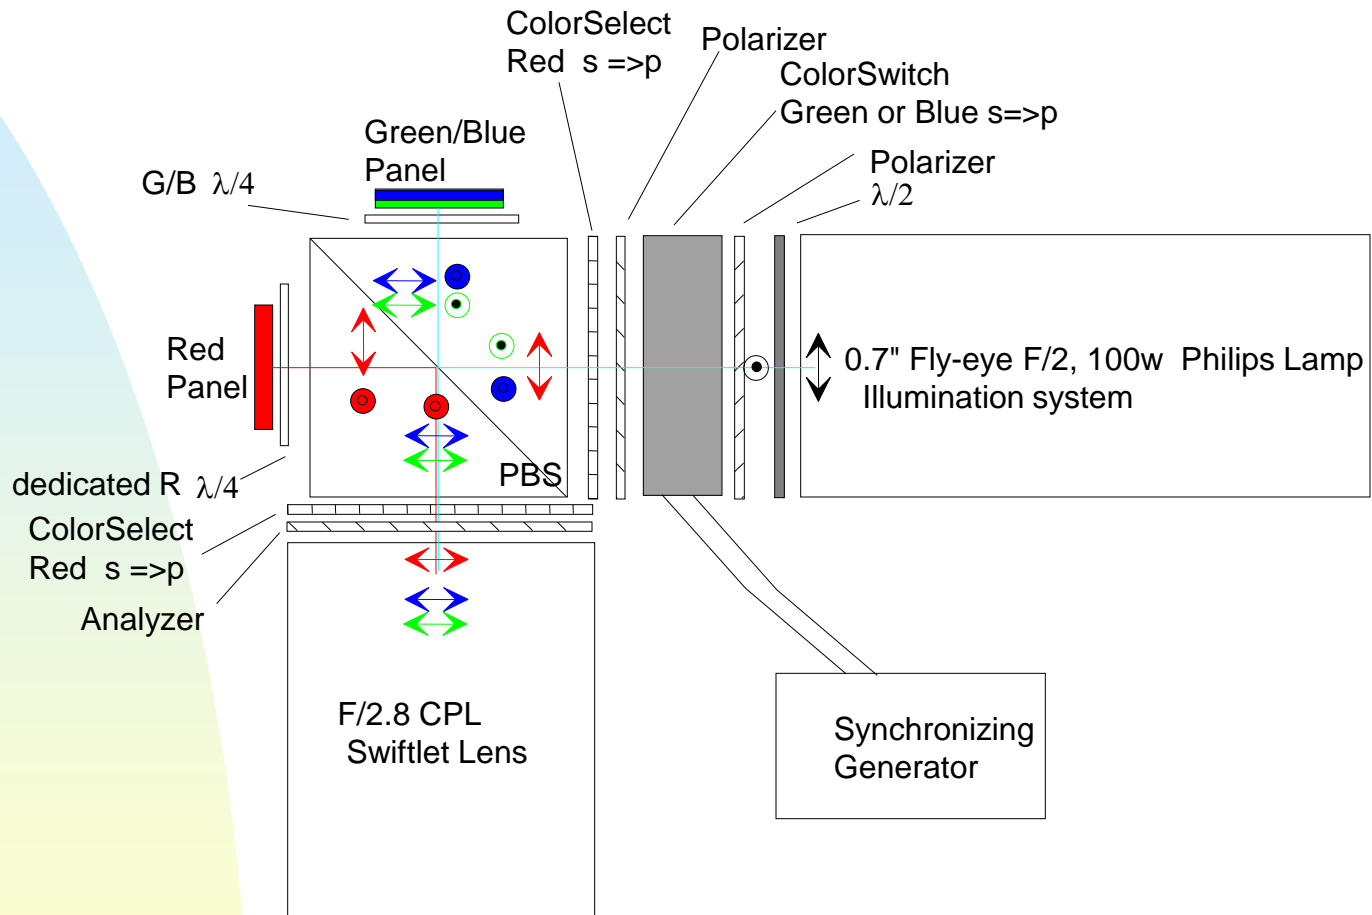 ColorSelect
Red s =>p
Polarizer
ColorSwitch
Green or Blue s=>p
Green/Blue
Panel
Polarizer
λ/2
G/B λ/4
Red
Panel
0.7" Fly-eye F/2, 100w Philips Lamp
Illumination system
PBS
dedicated R λ/4
ColorSelect
Red s =>p
Analyzer
F/2.8 CPL
Swiftlet Lens
Synchronizing
Generator